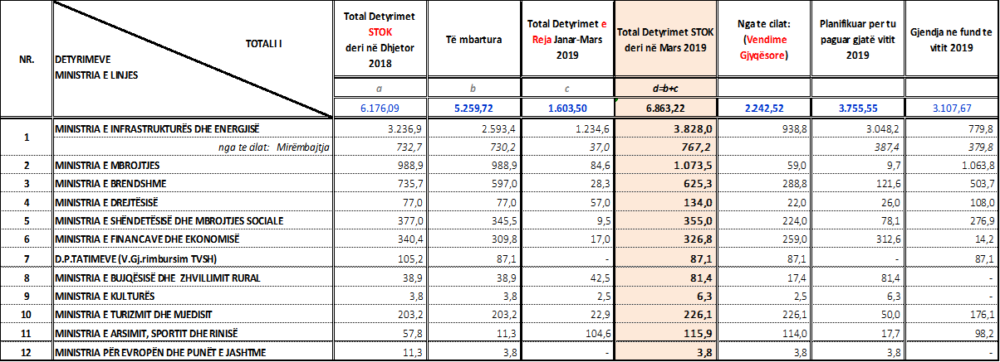 NR.
TOTALI I
DETYRIMEVE
MINISTRIA E LINJES
Total Detyrimet STOK deri në Dhjetor 2018
Të mbartura
Total Detyrimet e Reja Janar-Mars 2019
Total Detyrimet STOK deri në Mars 2019
Nga te cilat: (Vendime Gjyqësore)
Planifikuar per tu paguar gjatë vitit 2019
Gjendja ne fund te vitit 2019
a b c d=b+c
6.176,09 5.259,72 1.603,50 6.863,22 2.242,52 3.755,55 3.107,67
1 MINISTRIA E INFRASTRUKTURËS DHE ENERGJISË 3.236,9 2.593,4 1.234,6 3.828,0 938,8 3.048,2 779,8
nga te cilat: Mirëmbajtja 732,7 730,2 37,0 767,2 387,4 379,8
2 MINISTRIA E MBROJTJES 988,9 988,9 84,6 1.073,5 59,0 9,7 1.063,8
3 MINISTRIA E BRENDSHME 735,7 597,0 28,3 625,3 288,8 121,6 503,7
4 MINISTRIA E DREJTËSISË 77,0 77,0 57,0 134,0 22,0 26,0 108,0
5 MINISTRIA E SHËNDETËSISË DHE MBROJTJES SOCIALE 377,0 345,5 9,5 355,0 224,0 78,1 276,9
6 MINISTRIA E FINANCAVE DHE EKONOMISË 340,4 309,8 17,0 326,8 259,0 312,6 14,2
7 D.P.TATIMEVE (V.Gj.rimbursim TVSH) 105,2 87,1 - 87,1 87,1 - 87,1
8 MINISTRIA E BUJQËSISË DHE ZHVILLIMIT RURAL 38,9 38,9 42,5 81,4 17,4 81,4 -
9 MINISTRIA E KULTURËS 3,8 3,8 2,5 6,3 2,5 6,3 -
10 MINISTRIA E TURIZMIT DHE MJEDISIT 203,2 203,2 22,9 226,1 226,1 50,0 176,1
11 MINISTRIA E ARSIMIT, SPORTIT DHE RINISË 57,8 11,3 104,6 115,9 114,0 17,7 98,2
12 MINISTRIA PËR EVROPËN DHE PUNËT E JASHTME 11,3 3,8 - 3,8 3,8 3,8 -